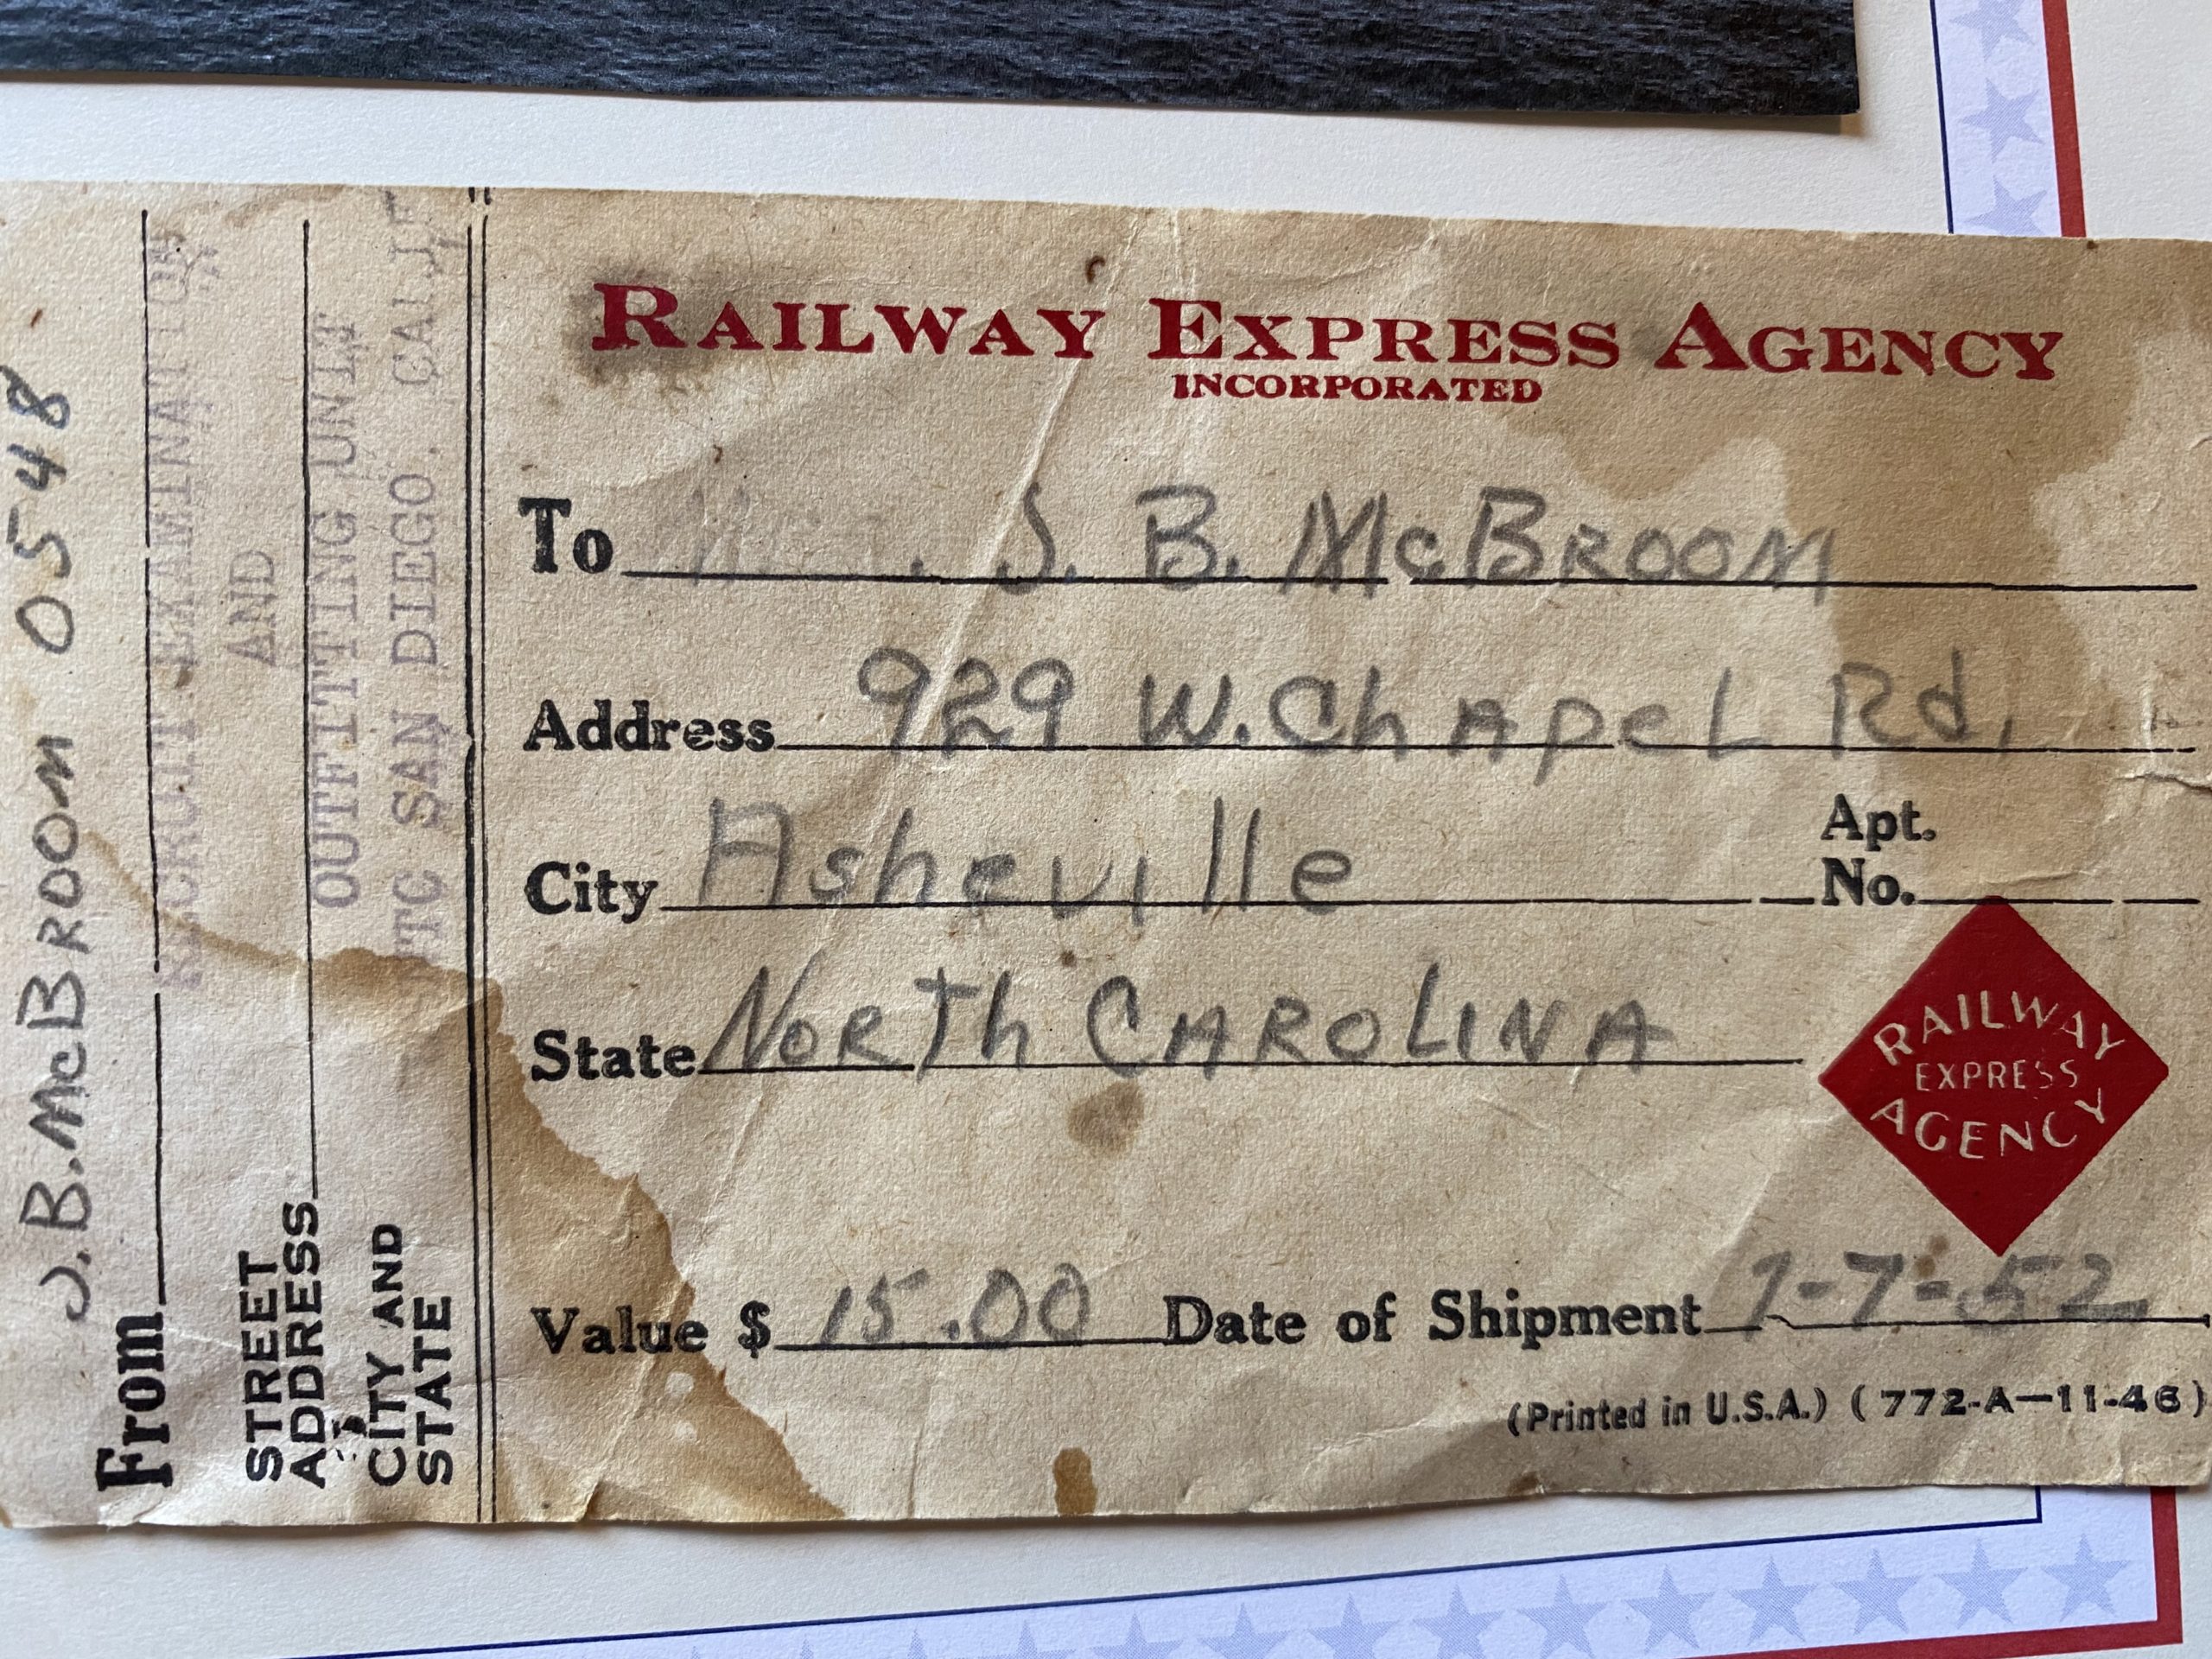 RAILWAY EXPRESS AGENCY
INCORPORATED
To J. B. McBROOM
Address 929 W. Chapel Rd.
City Asheville Apt. No.
State NORTh CAROLINA
RAILWAY EXPRESS AGENCY
Value $ 15.00 Date of Shipment 1-7-52
(Printed in U.S.A.) (772-A—11-46)
J. B. McBROOM 0548
From
RECRUIT EXAMINATION
AND
STREET ADDRESS OUTFITTING UNIT
CITY AND STATE SAN DIEGO, CALIF